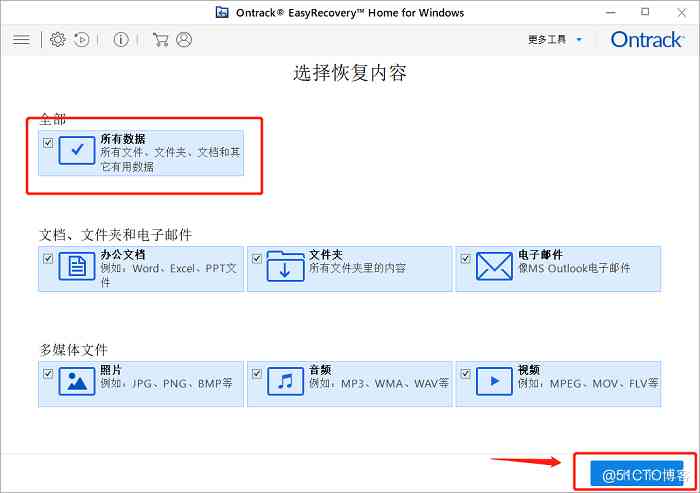 Ontrack® EasyRecovery™ Home for Windows
更多工具
Ontrack
选择恢复内容
全部
所有数据
所有文件、文件夹、文档和其
它有用数据
文档、文件夹和电子邮件
办公文档
例如：Word、Excel、PPT文
件
文件夹
所有文件夹里的内容
电子邮件
像MS Outlook电子邮件
多媒体文件
照片
例如：JPG、PNG、BMP等
音频
例如：MP3、WMA、WAV等
视频
例如：MPEG、MOV、FLV等
@51CTO博客